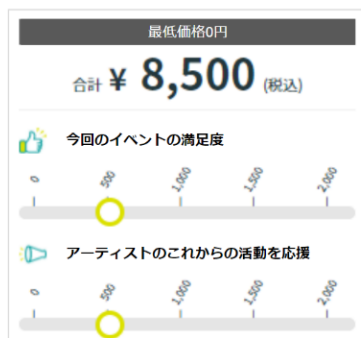 最低価格0円
合計 ¥ 8,500 (税込)
今回のイベントの満足度
0 500 1,000 1,500 2,000
アーティストのこれからの活動を応援
0 500 1,000 1,500 2,000